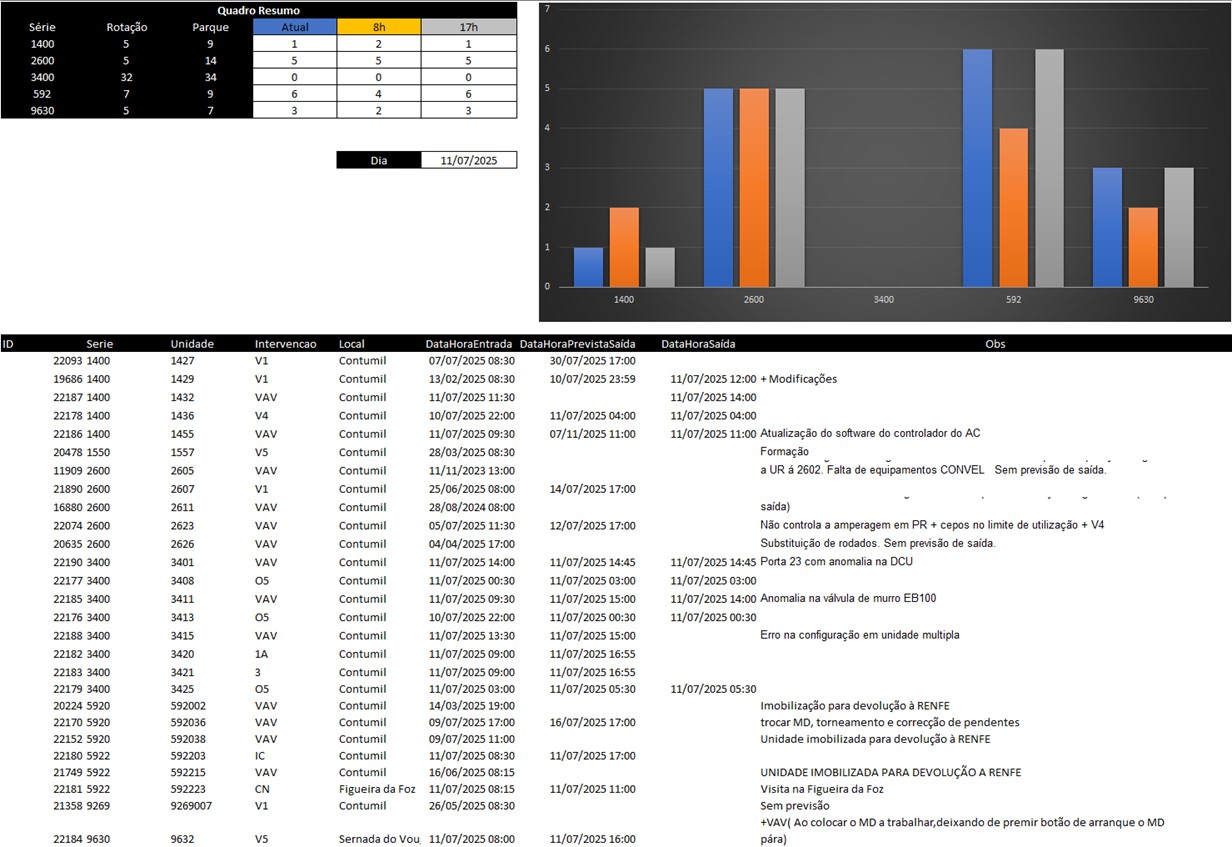 Quadro Resumo
Série Rotação Parque Atual 8h 17h
1400 5 9 1 2 1
2600 5 14 5 5 5
3400 32 34 0 0 0
592 7 9 6 4 6
9630 5 7 3 2 3
Dia 11/07/2025
7
6
5
4
3
2
1
0
1400 2600 3400 592 9630
ID Serie Unidade Intervencao Local DataHoraEntrada DataHoraPrevistaSaída DataHoraSaída Obs
22093 1400 1427 V1 Contumil 07/07/2025 08:30 30/07/2025 17:00
19686 1400 1429 V1 Contumil 13/02/2025 08:30 10/07/2025 23:59 11/07/2025 12:00 + Modificações
22187 1400 1432 VAV Contumil 11/07/2025 11:30 11/07/2025 14:00
22178 1400 1436 V4 Contumil 10/07/2025 22:00 11/07/2025 04:00 11/07/2025 04:00
22186 1400 1455 VAV Contumil 11/07/2025 09:30 07/11/2025 11:00 11/07/2025 11:00 Atualização do software do controlador do AC
20478 1550 1557 V5 Contumil 28/03/2025 08:30 Formação
11909 2600 2605 VAV Contumil 11/11/2023 13:00 a UR á 2602. Falta de equipamentos CONVEL Sem previsão de saída.
21890 2600 2607 V1 Contumil 25/06/2025 08:00 14/07/2025 17:00
16880 2600 2611 VAV Contumil 28/08/2024 08:00 saída)
22074 2600 2623 VAV Contumil 05/07/2025 11:30 12/07/2025 17:00 Não controla a amperagem em PR + cepos no limite de utilização + V4
20635 2600 2626 VAV Contumil 04/04/2025 17:00 Substituição de rodados. Sem previsão de saída.
22190 3400 3401 VAV Contumil 11/07/2025 14:00 11/07/2025 14:45 11/07/2025 14:45 Porta 23 com anomalia na DCU
22177 3400 3408 O5 Contumil 11/07/2025 00:30 11/07/2025 03:00 11/07/2025 03:00
22185 3400 3411 VAV Contumil 11/07/2025 09:30 11/07/2025 15:00 11/07/2025 14:00 Anomalia na válvula de murro EB100
22176 3400 3413 O5 Contumil 10/07/2025 22:00 11/07/2025 00:30 11/07/2025 00:30
22188 3400 3415 VAV Contumil 11/07/2025 13:30 11/07/2025 15:00 Erro na configuração em unidade multipla
22182 3400 3420 1A Contumil 11/07/2025 09:00 11/07/2025 16:55
22183 3400 3421 3 Contumil 11/07/2025 09:00 11/07/2025 16:55
22179 3400 3425 O5 Contumil 11/07/2025 03:00 11/07/2025 05:30 11/07/2025 05:30
20224 5920 592002 VAV Contumil 14/03/2025 19:00 Imobilização para devolução à RENFE
22170 5920 592036 VAV Contumil 09/07/2025 17:00 16/07/2025 17:00 trocar MD, torneamento e correcção de pendentes
22152 5920 592038 VAV Contumil 09/07/2025 11:00 Unidade imobilizada para devolução à RENFE
22180 5922 592203 IC Contumil 11/07/2025 08:30 11/07/2025 17:00
21749 5922 592215 VAV Contumil 16/06/2025 08:15 UNIDADE IMOBILIZADA PARA DEVOLUÇÃO A RENFE
22181 5922 592223 CN Figueira da Foz 11/07/2025 08:15 11/07/2025 11:00 Visita na Figueira da Foz
21358 9269 9269007 V1 Contumil 26/05/2025 08:30 Sem previsão
+VAV( Ao colocar o MD a trabalhar,deixando de premir botão de arranque o MD
22184 9630 9632 V5 Sernada do Vou 11/07/2025 08:00 11/07/2025 16:00 pára)